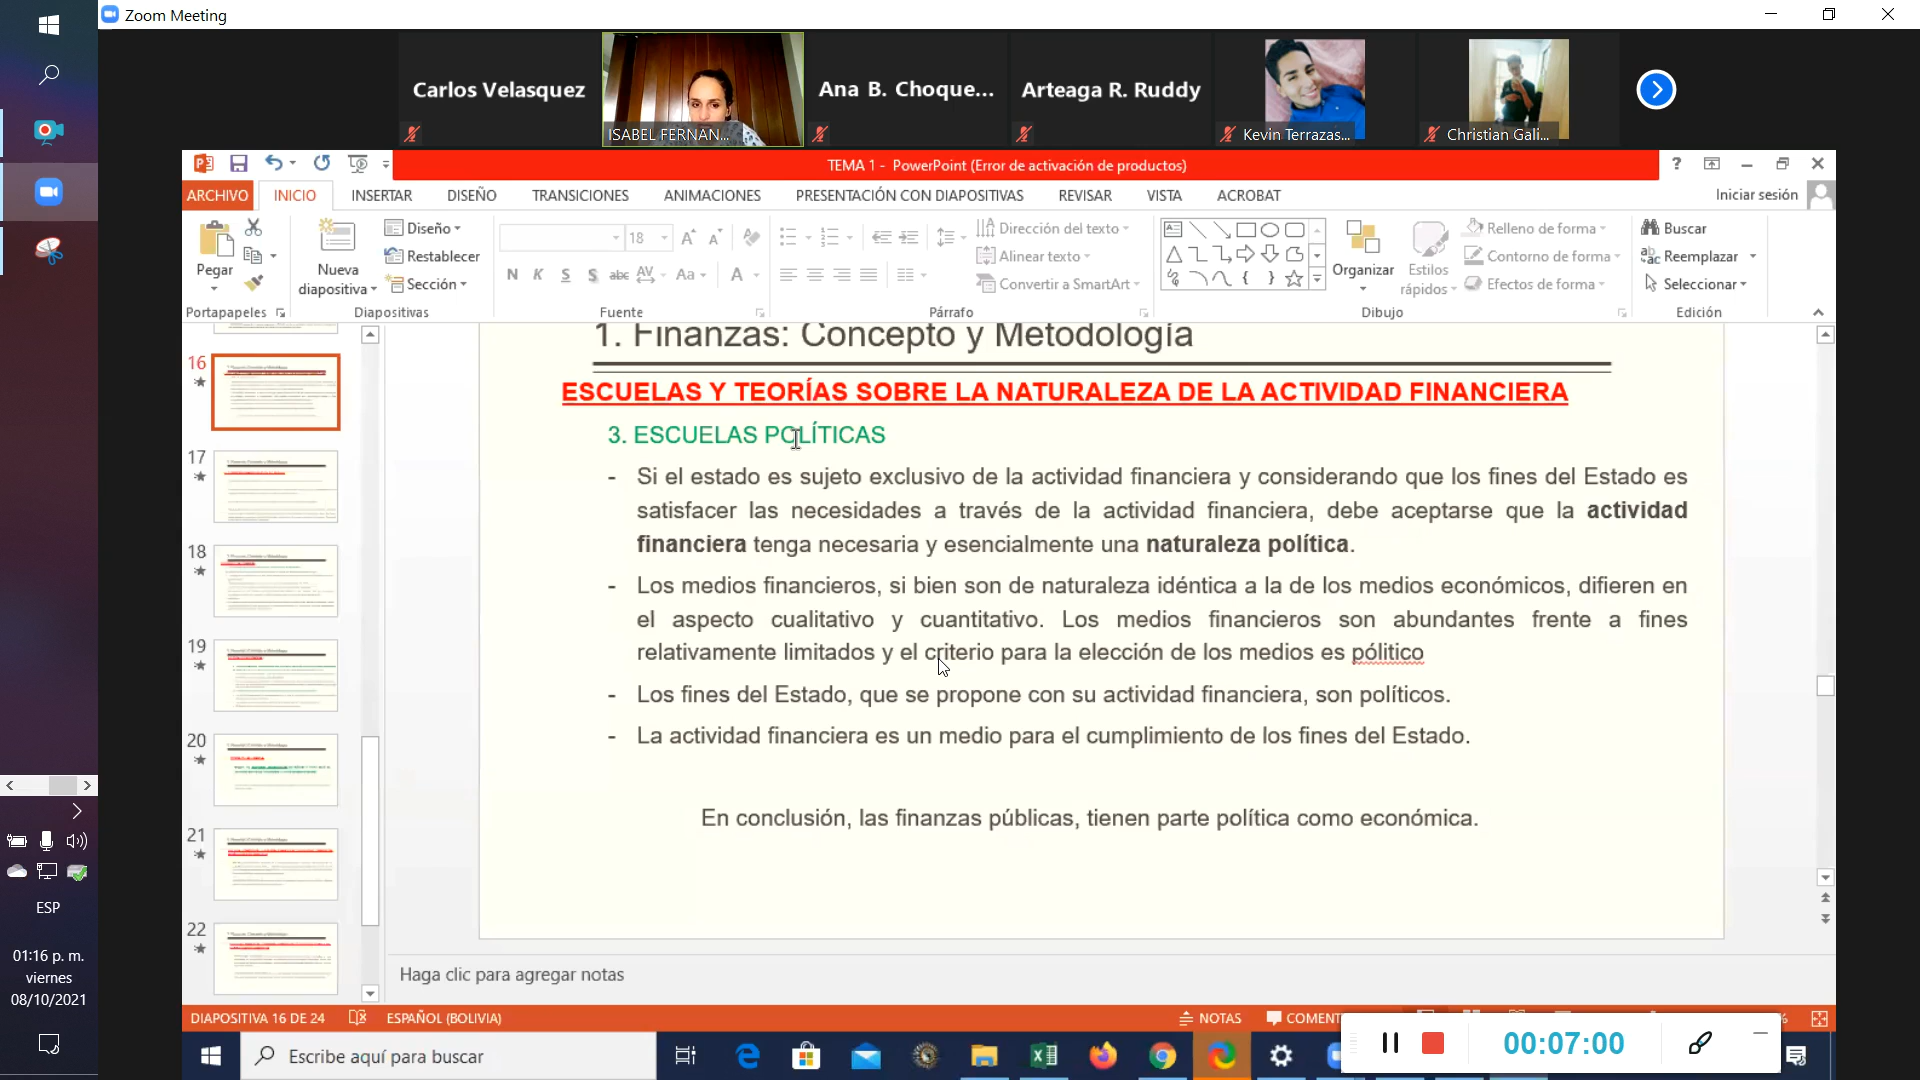 Zoom Meeting
Carlos Velasquez
ISABEL FERNAN...
Ana B. Choque...
Arteaga R. Ruddy
Kevin Terrazas...
Christian Gali...
TEMA 1 - PowerPoint (Error de activación de productos)
ARCHIVO INICIO INSERTAR DISEÑO TRANSICIONES ANIMACIONES PRESENTACIÓN CON DIAPOSITIVAS REVISAR VISTA ACROBAT Iniciar sesión
Pegar
Nueva diapositiva
Diseño
Restablecer
Sección
18
N K S S abc AV Aa A
Dirección del texto
Alinear texto
Convertir a SmartArt
Organizar
Estilos rápidos
Relleno de forma
Contorno de forma
Efectos de forma
Buscar
Reemplazar
Seleccionar
Portapapeles Diapositivas Fuente Párrafo Dibujo Edición
16
17
18
19
20
21
22
1. Finanzas: Concepto y Metodología
ESCUELAS Y TEORÍAS SOBRE LA NATURALEZA DE LA ACTIVIDAD FINANCIERA
3. ESCUELAS POLÍTICAS
- Si el estado es sujeto exclusivo de la actividad financiera y considerando que los fines del Estado es
satisfacer las necesidades a través de la actividad financiera, debe aceptarse que la actividad
financiera tenga necesaria y esencialmente una naturaleza política.
- Los medios financieros, si bien son de naturaleza idéntica a la de los medios económicos, difieren en
el aspecto cualitativo y cuantitativo. Los medios financieros son abundantes frente a fines
relativamente limitados y el criterio para la elección de los medios es pólitico
- Los fines del Estado, que se propone con su actividad financiera, son políticos.
- La actividad financiera es un medio para el cumplimiento de los fines del Estado.
En conclusión, las finanzas públicas, tienen parte política como económica.
Haga clic para agregar notas
DIAPOSITIVA 16 DE 24 ESPAÑOL (BOLIVIA) NOTAS COMENT
Escribe aquí para buscar
00:07:00
ESP
01:16 p. m.
viernes
08/10/2021